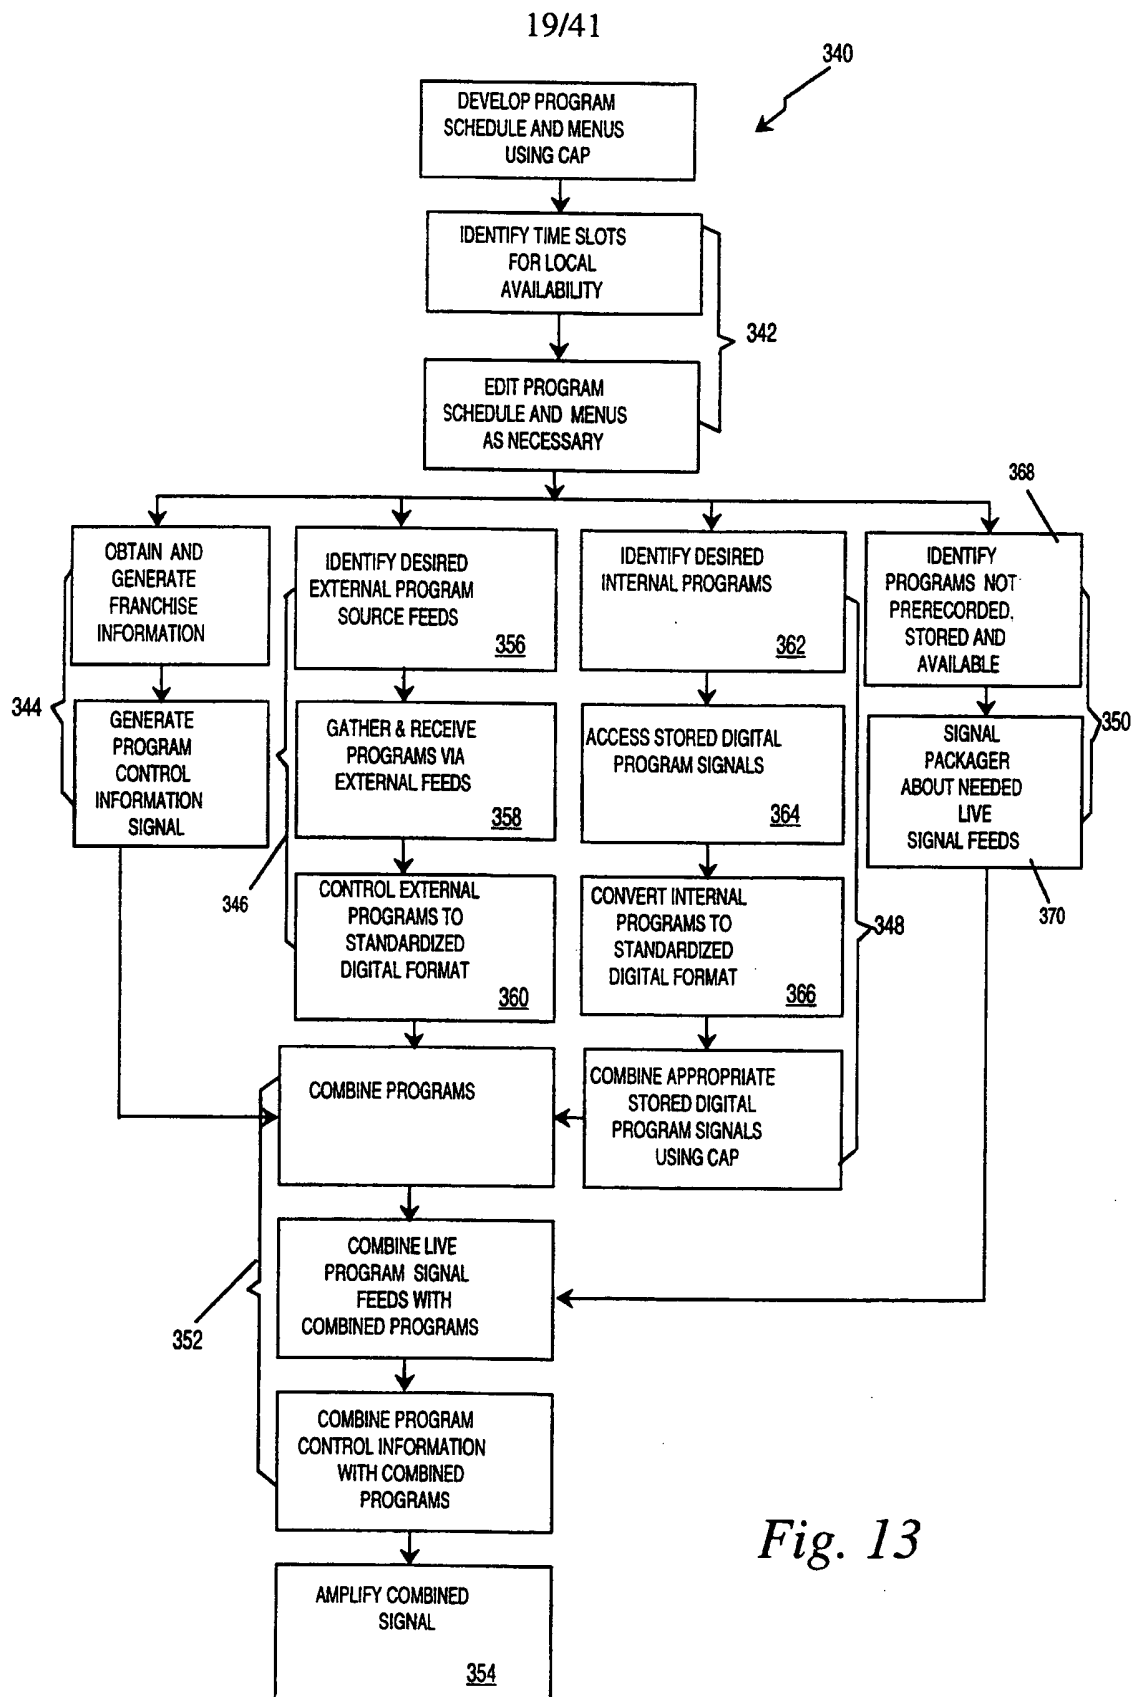 19/41
340
DEVELOP PROGRAM
SCHEDULE AND MENUS
USING CAP
IDENTIFY TIME SLOTS
FOR LOCAL
AVAILABILITY
342
EDIT PROGRAM
SCHEDULE AND MENUS
AS NECESSARY
368
OBTAIN AND
GENERATE
FRANCHISE
INFORMATION
IDENTIFY DESIRED
EXTERNAL PROGRAM
SOURCE FEEDS
356
IDENTIFY DESIRED
INTERNAL PROGRAMS
362
IDENTIFY
PROGRAMS NOT
PRERECORDED,
STORED AND
AVAILABLE
344
350
GENERATE
PROGRAM
CONTROL
INFORMATION
SIGNAL
GATHER & RECEIVE
PROGRAMS VIA
EXTERNAL FEEDS
358
ACCESS STORED DIGITAL
PROGRAM SIGNALS
364
SIGNAL
PACKAGER
ABOUT NEEDED
LIVE
SIGNAL FEEDS
346
370
CONTROL EXTERNAL
PROGRAMS TO
STANDARDIZED
DIGITAL FORMAT
360
CONVERT INTERNAL
PROGRAMS TO
STANDARDIZED
DIGITAL FORMAT
366
348
COMBINE PROGRAMS
COMBINE APPROPRIATE
STORED DIGITAL
PROGRAM SIGNALS
USING CAP
COMBINE LIVE
PROGRAM SIGNAL
FEEDS WITH
COMBINED PROGRAMS
352
COMBINE PROGRAM
CONTROL INFORMATION
WITH COMBINED
PROGRAMS
Fig. 13
AMPLIFY COMBINED
SIGNAL
354